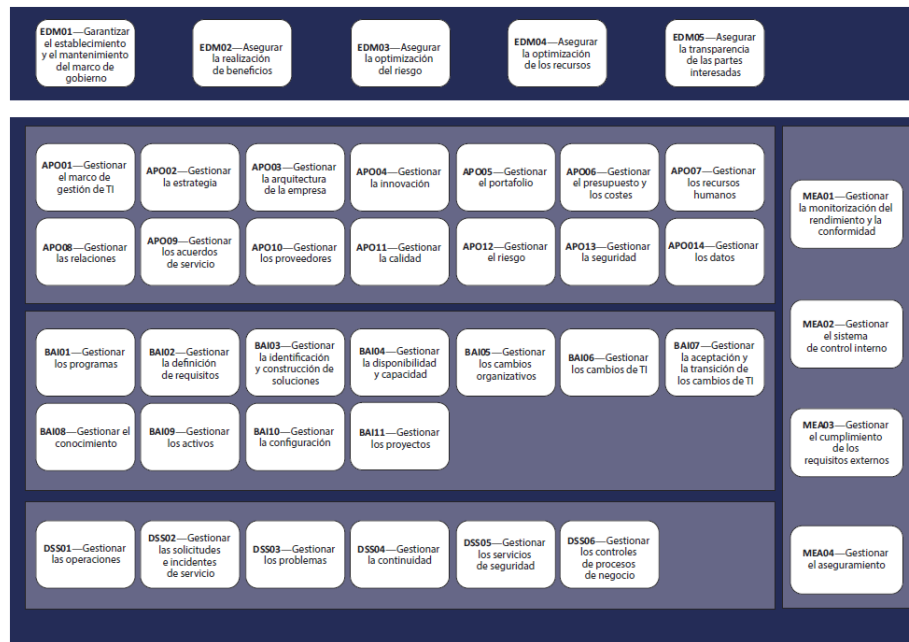 EDM01—Garantizar
el establecimiento
y el mantenimiento
del marco de
gobierno
EDM02—Asegurar
la realización
de beneficios
EDM03—Asegurar
la optimización
del riesgo
EDM04—Asegurar
la optimización
de los recursos
EDM05—Asegurar
la transparencia
de las partes
interesadas
APO01—Gestionar
el marco de
gestión de TI
APO02—Gestionar
la estrategia
APO03—Gestionar
la arquitectura
de la empresa
APO04—Gestionar
la innovación
APO05—Gestionar
el portafolio
APO06—Gestionar
el presupuesto y
los costes
APO07—Gestionar
los recursos
humanos
APO08—Gestionar
las relaciones
APO09—Gestionar
los acuerdos
de servicio
APO10—Gestionar
los proveedores
APO11—Gestionar
la calidad
APO12—Gestionar
el riesgo
APO13—Gestionar
la seguridad
APO014—Gestionar
los datos
BAI01—Gestionar
los programas
BAI02—Gestionar
la definición
de requisitos
BAI03—Gestionar
la identificación
y construcción de
soluciones
BAI04—Gestionar
la disponibilidad
y capacidad
BAI05—Gestionar
los cambios
organizativos
BAI06—Gestionar
los cambios de TI
BAI07—Gestionar
la aceptación y
la transición de
los cambios de TI
BAI08—Gestionar el
conocimiento
BAI09—Gestionar
los activos
BAI10—Gestionar
la configuración
BAI11—Gestionar
los proyectos
DSS01—Gestionar
las operaciones
DSS02—Gestionar
las solicitudes
e incidentes
de servicio
DSS03—Gestionar
los problemas
DSS04—Gestionar
la continuidad
DSS05—Gestionar
los servicios
de seguridad
DSS06—Gestionar
los controles
de procesos
de negocio
MEA01—Gestionar
la monitorización del
rendimiento y la
conformidad
MEA02—Gestionar
el sistema
de control interno
MEA03—Gestionar
el cumplimiento
de los
requisitos externos
MEA04—Gestionar
el aseguramiento